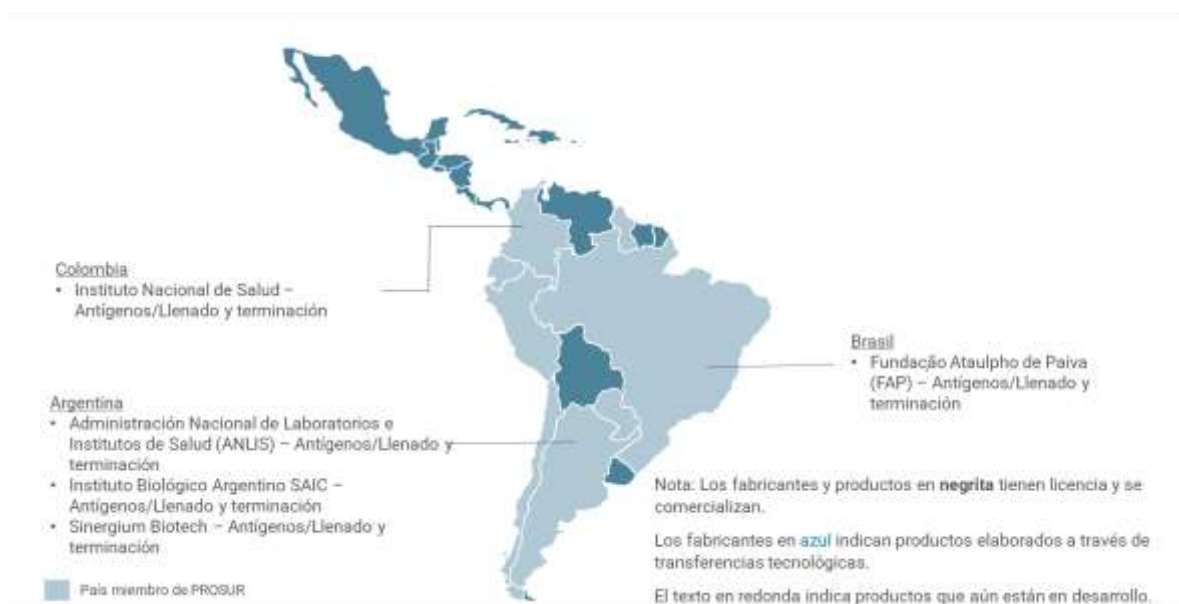 Colombia
• Instituto Nacional de Salud –
Antígenos/Llenado y terminación
Brasil
• Fundação Ataulpho de Paiva
(FAP) – Antígenos/Llenado y
terminación
Argentina
• Administración Nacional de Laboratorios e
Institutos de Salud (ANLIS) – Antígenos/Llenado y
terminación
• Instituto Biológico Argentino SAIC –
Antígenos/Llenado y terminación
• Sinergium Biotech – Antígenos/Llenado y
terminación
País miembro de PROSUR
Nota: Los fabricantes y productos en negrita tienen licencia y se
comercializan.
Los fabricantes en azul indican productos elaborados a través de
transferencias tecnológicas.
El texto en redonda indica productos que aún están en desarrollo.